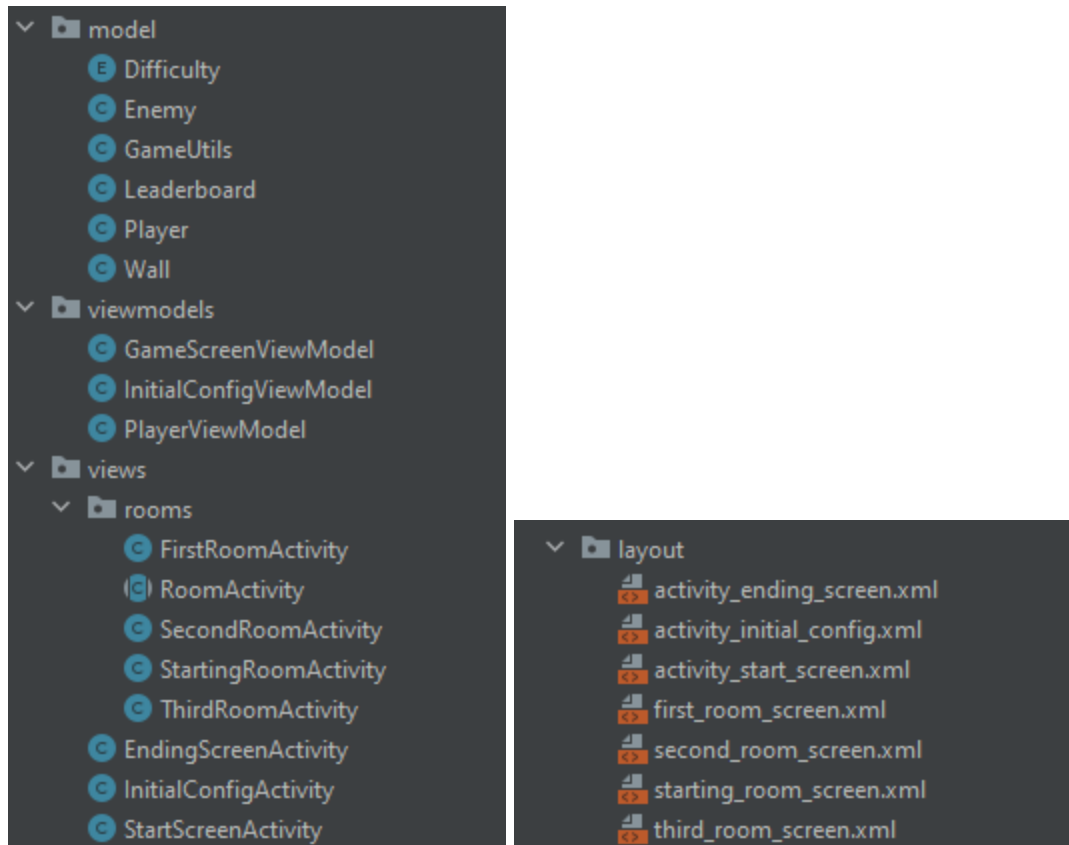 model
E Difficulty
C Enemy
C GameUtils
C Leaderboard
C Player
C Wall
viewmodels
C GameScreenViewModel
C InitialConfigViewModel
C PlayerViewModel
views
rooms
C FirstRoomActivity
C RoomActivity
C SecondRoomActivity
C StartingRoomActivity
C ThirdRoomActivity
C EndingScreenActivity
C InitialConfigActivity
C StartScreenActivity
layout
activity_ending_screen.xml
activity_initial_config.xml
activity_start_screen.xml
first_room_screen.xml
second_room_screen.xml
starting_room_screen.xml
third_room_screen.xml